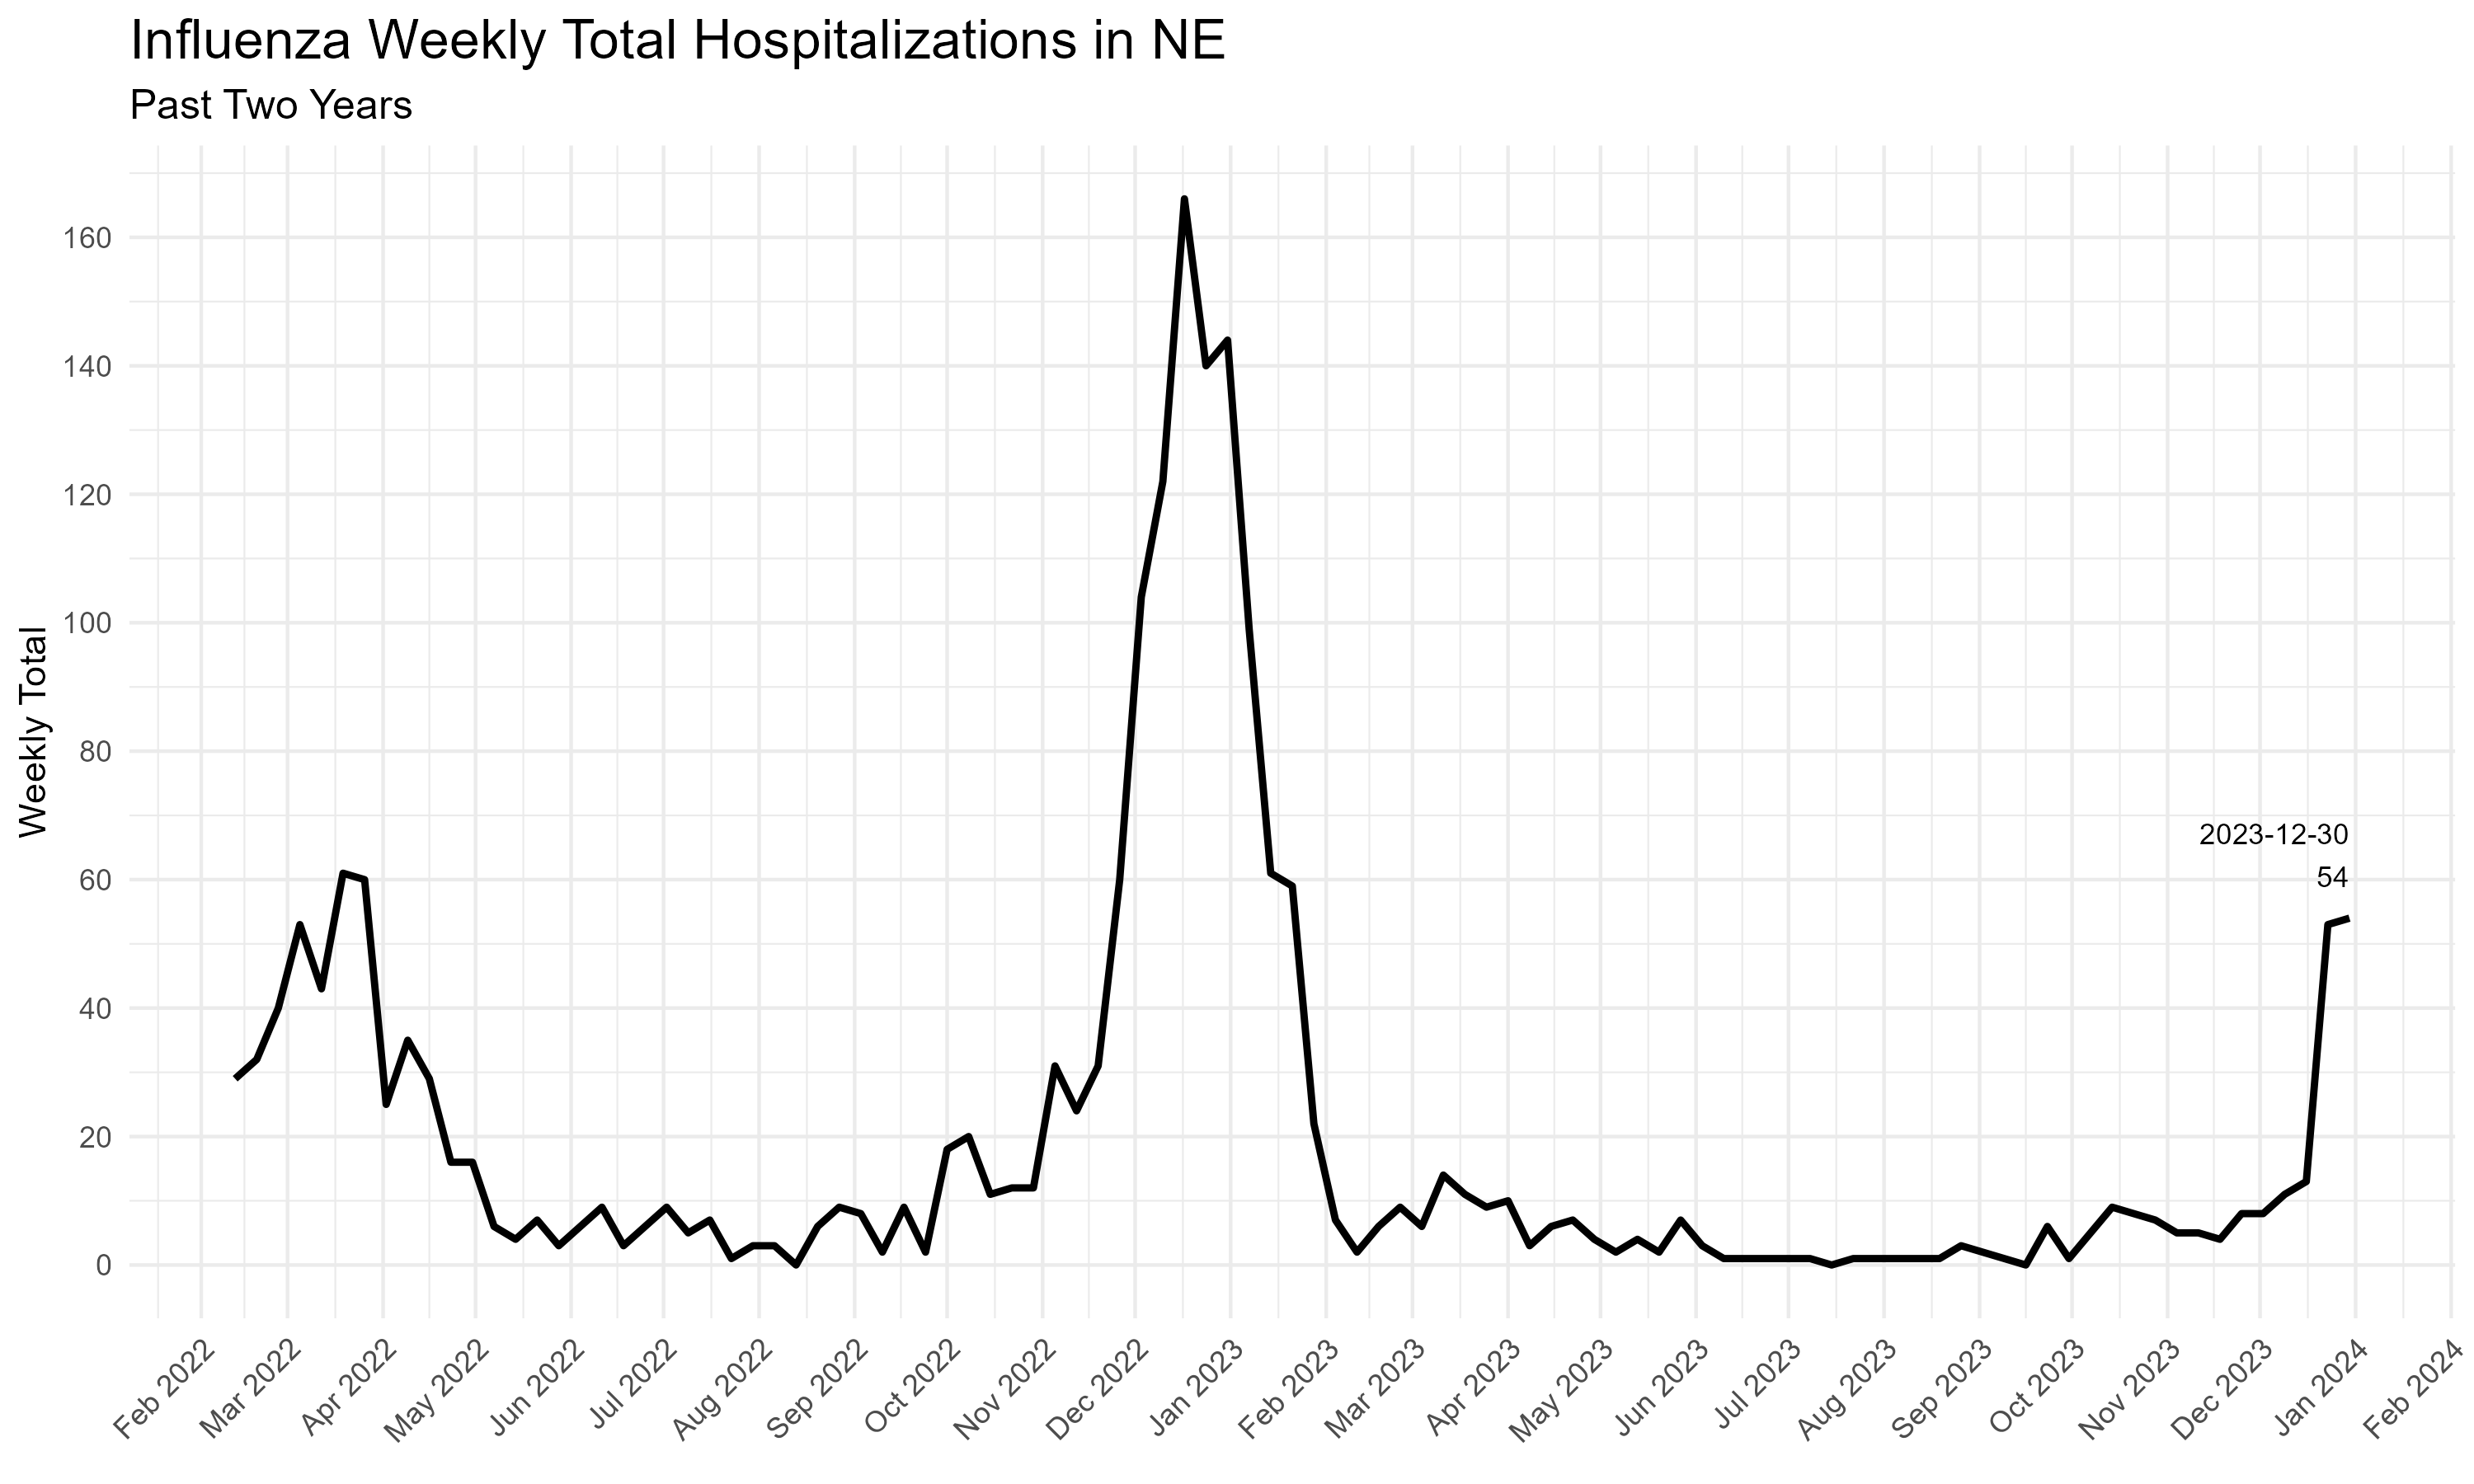 Influenza Weekly Total Hospitalizations in NE
Past Two Years
Weekly Total
160
140
120
100
80
60
40
20
0
2023-12-30
54
Feb 2022
Mar 2022
Apr 2022
May 2022
Jun 2022
Jul 2022
Aug 2022
Sep 2022
Oct 2022
Nov 2022
Dec 2022
Jan 2023
Feb 2023
Mar 2023
Apr 2023
May 2023
Jun 2023
Jul 2023
Aug 2023
Sep 2023
Oct 2023
Nov 2023
Dec 2023
Jan 2024
Feb 2024